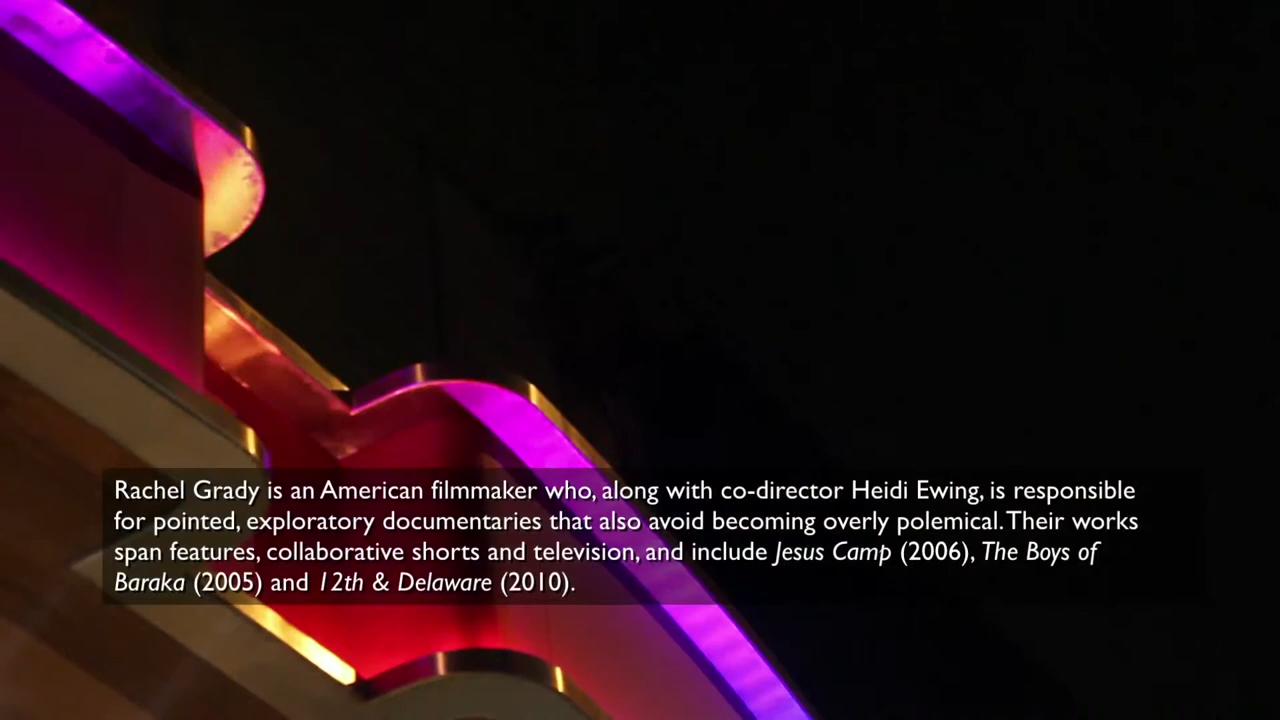 Rachel Grady is an American filmmaker who, along with co-director Heidi Ewing, is responsible
for pointed, exploratory documentaries that also avoid becoming overly polemical. Their works
span features, collaborative shorts and television, and include Jesus Camp (2006), The Boys of
Baraka (2005) and 12th & Delaware (2010).